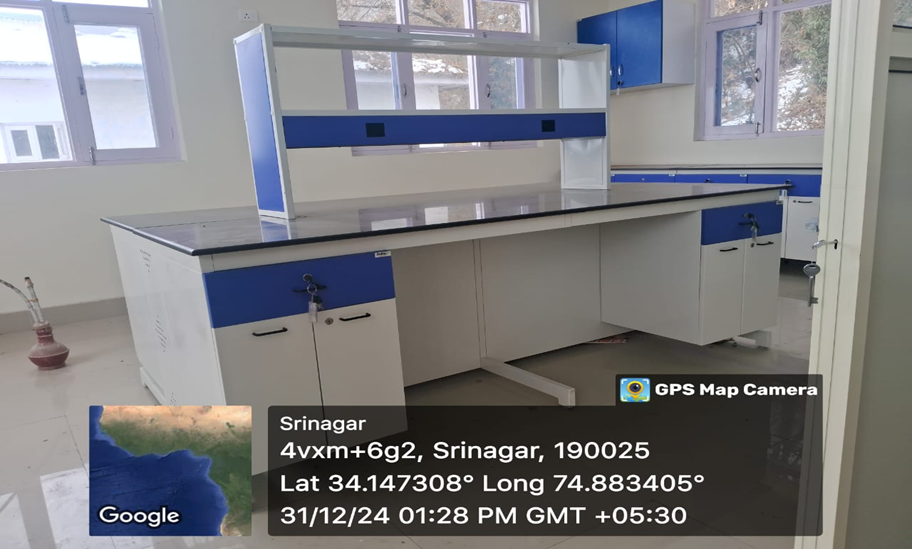 GPS Map Camera
Srinagar
4vxm+6g2, Srinagar, 190025
Lat 34.147308° Long 74.883405°
31/12/24 01:28 PM GMT +05:30
Google